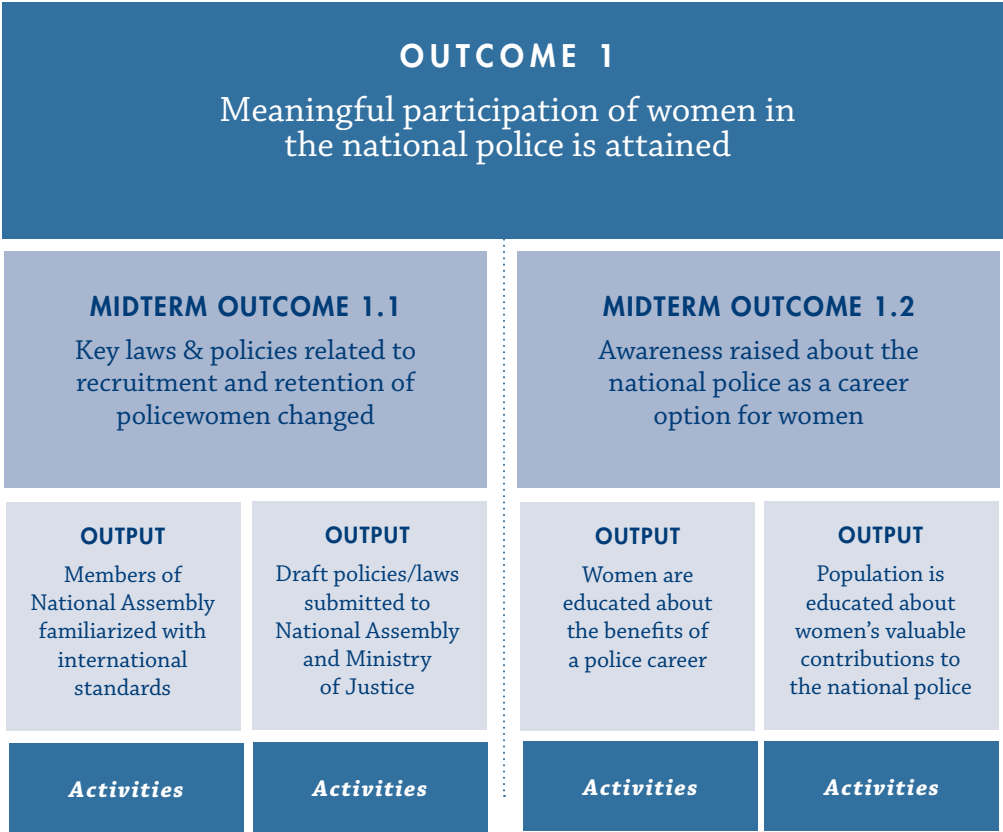 OUTCOME 1
Meaningful participation of women in
the national police is attained
MIDTERM OUTCOME 1.1
Key laws & policies related to
recruitment and retention of
policewomen changed
MIDTERM OUTCOME 1.2
Awareness raised about the
national police as a career
option for women
OUTPUT
Members of
National Assembly
familiarized with
international
standards
OUTPUT
Draft policies/laws
submitted to
National Assembly
and Ministry
of Justice
OUTPUT
Women are
educated about
the benefits of
a police career
OUTPUT
Population is
educated about
women’s valuable
contributions to
the national police
Activities
Activities
Activities
Activities